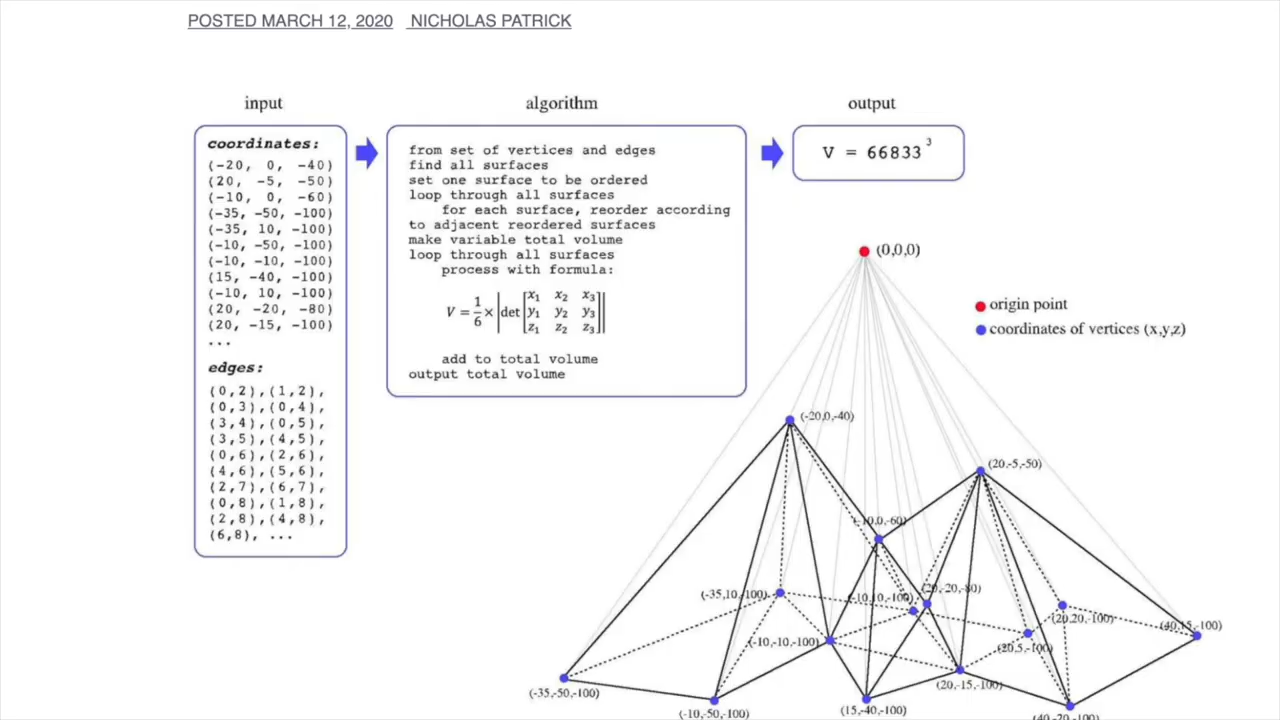 POSTED MARCH 12, 2020 NICHOLAS PATRICK
input
coordinates:
(-20, 0, -40)
(20, -5, -50)
(-10, 0, -60)
(-35, -50, -100)
(-35, 10, -100)
(-10, -50, -100)
(-10, -10, -100)
(15, -40, -100)
(-10, 10, -100)
(20, -20, -80)
(20, -15, -100)
...
edges:
(0,2),(1,2),
(0,3),(0,4),
(3,4),(0,5),
(3,5),(4,5),
(0,6),(2,6),
(4,6),(5,6),
(2,7),(6,7),
(0,8),(1,8),
(2,8),(4,8),
(6,8), ...
algorithm
from set of vertices and edges
find all surfaces
set one surface to be ordered
loop through all surfaces
for each surface, reorder according
to adjacent reordered surfaces
make variable total volume
loop through all surfaces
process with formula:
V = 1/6 × |det [x1 x2 x3
y1 y2 y3
z1 z2 z3]|
add to total volume
output total volume
output
V = 66833³
(0,0,0)
origin point
coordinates of vertices (x,y,z)
(-20,0,-40)
(20,-5,-50)
(-10,0,-60)
(-35,10,-100)
(-10,10,-100)
(20,-20,-80)
(20,20,-100)
(40,15,-100)
(-10,-10,-100)
(20,5,-100)
(20,-15,-100)
(-35,-50,-100)
(-10,-50,-100)
(15,-40,-100)
(40,-20,-100)